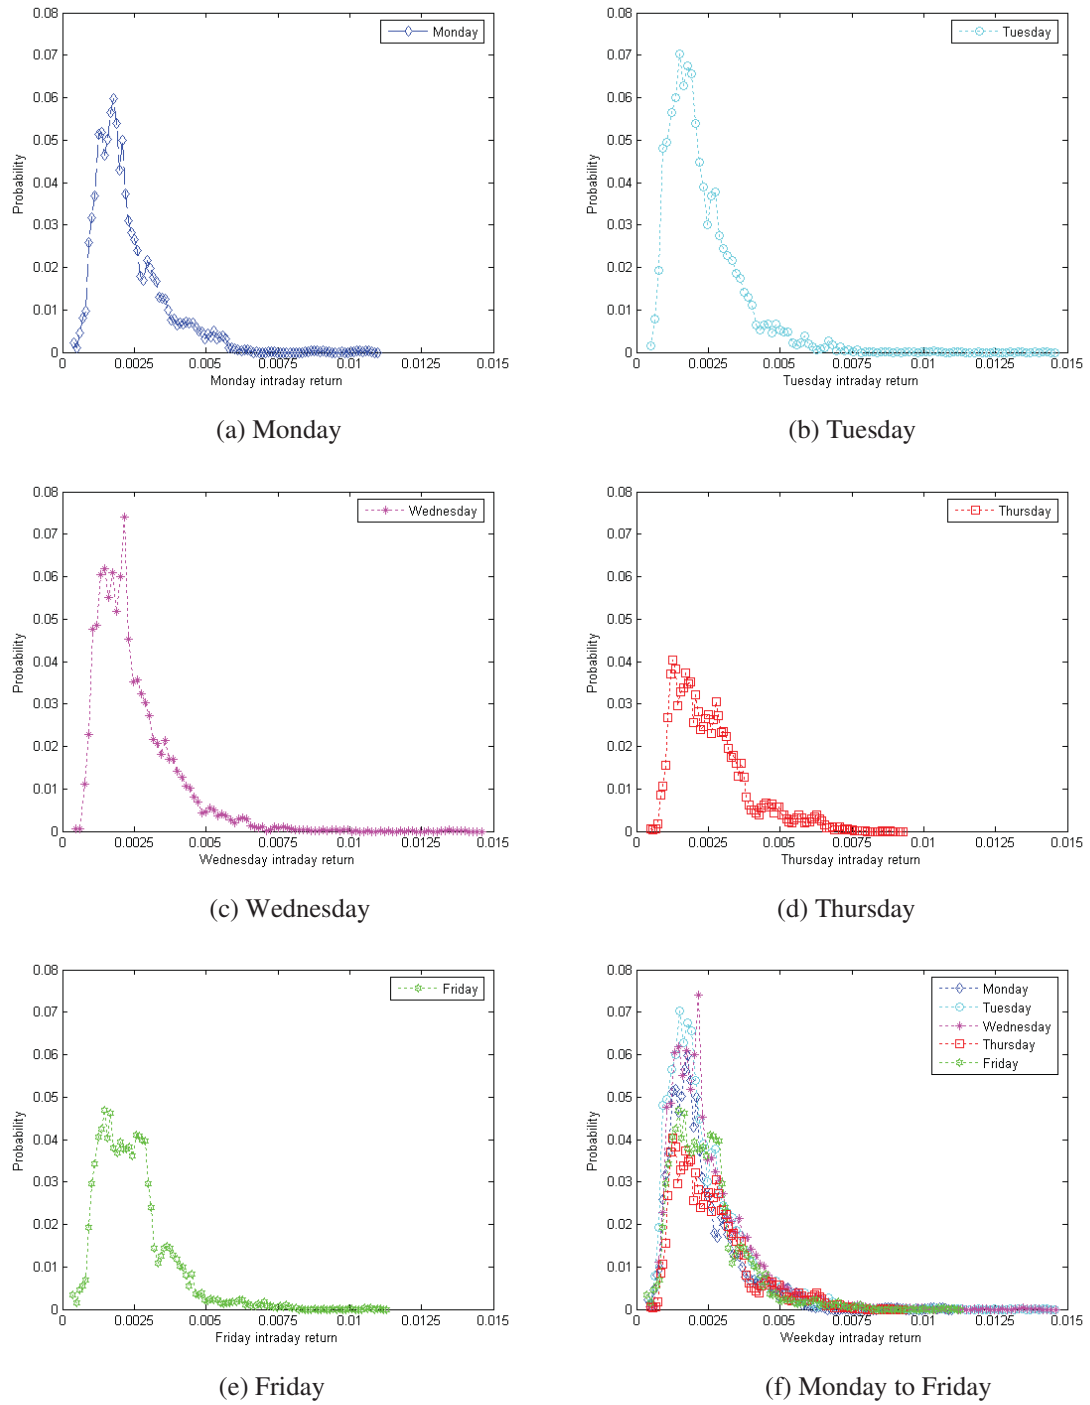 0.08
0.07
0.06
0.05
0.04
0.03
0.02
0.01
0
Probability
Monday
0 0.0025 0.005 0.0075 0.01 0.0125 0.015
Monday intraday return
(a) Monday
0.08
0.07
0.06
0.05
0.04
0.03
0.02
0.01
0
Probability
Tuesday
0 0.0025 0.005 0.0075 0.01 0.0125 0.015
Tuesday intraday return
(b) Tuesday
0.08
0.07
0.06
0.05
0.04
0.03
0.02
0.01
0
Probability
Wednesday
0 0.0025 0.005 0.0075 0.01 0.0125 0.015
Wednesday intraday return
(c) Wednesday
0.08
0.07
0.06
0.05
0.04
0.03
0.02
0.01
0
Probability
Thursday
0 0.0025 0.005 0.0075 0.01 0.0125 0.015
Thursday intraday return
(d) Thursday
0.08
0.07
0.06
0.05
0.04
0.03
0.02
0.01
0
Probability
Friday
0 0.0025 0.005 0.0075 0.01 0.0125 0.015
Friday intraday return
(e) Friday
0.08
0.07
0.06
0.05
0.04
0.03
0.02
0.01
0
Probability
Monday
Tuesday
Wednesday
Thursday
Friday
0 0.0025 0.005 0.0075 0.01 0.0125 0.015
Weekday intraday return
(f) Monday to Friday